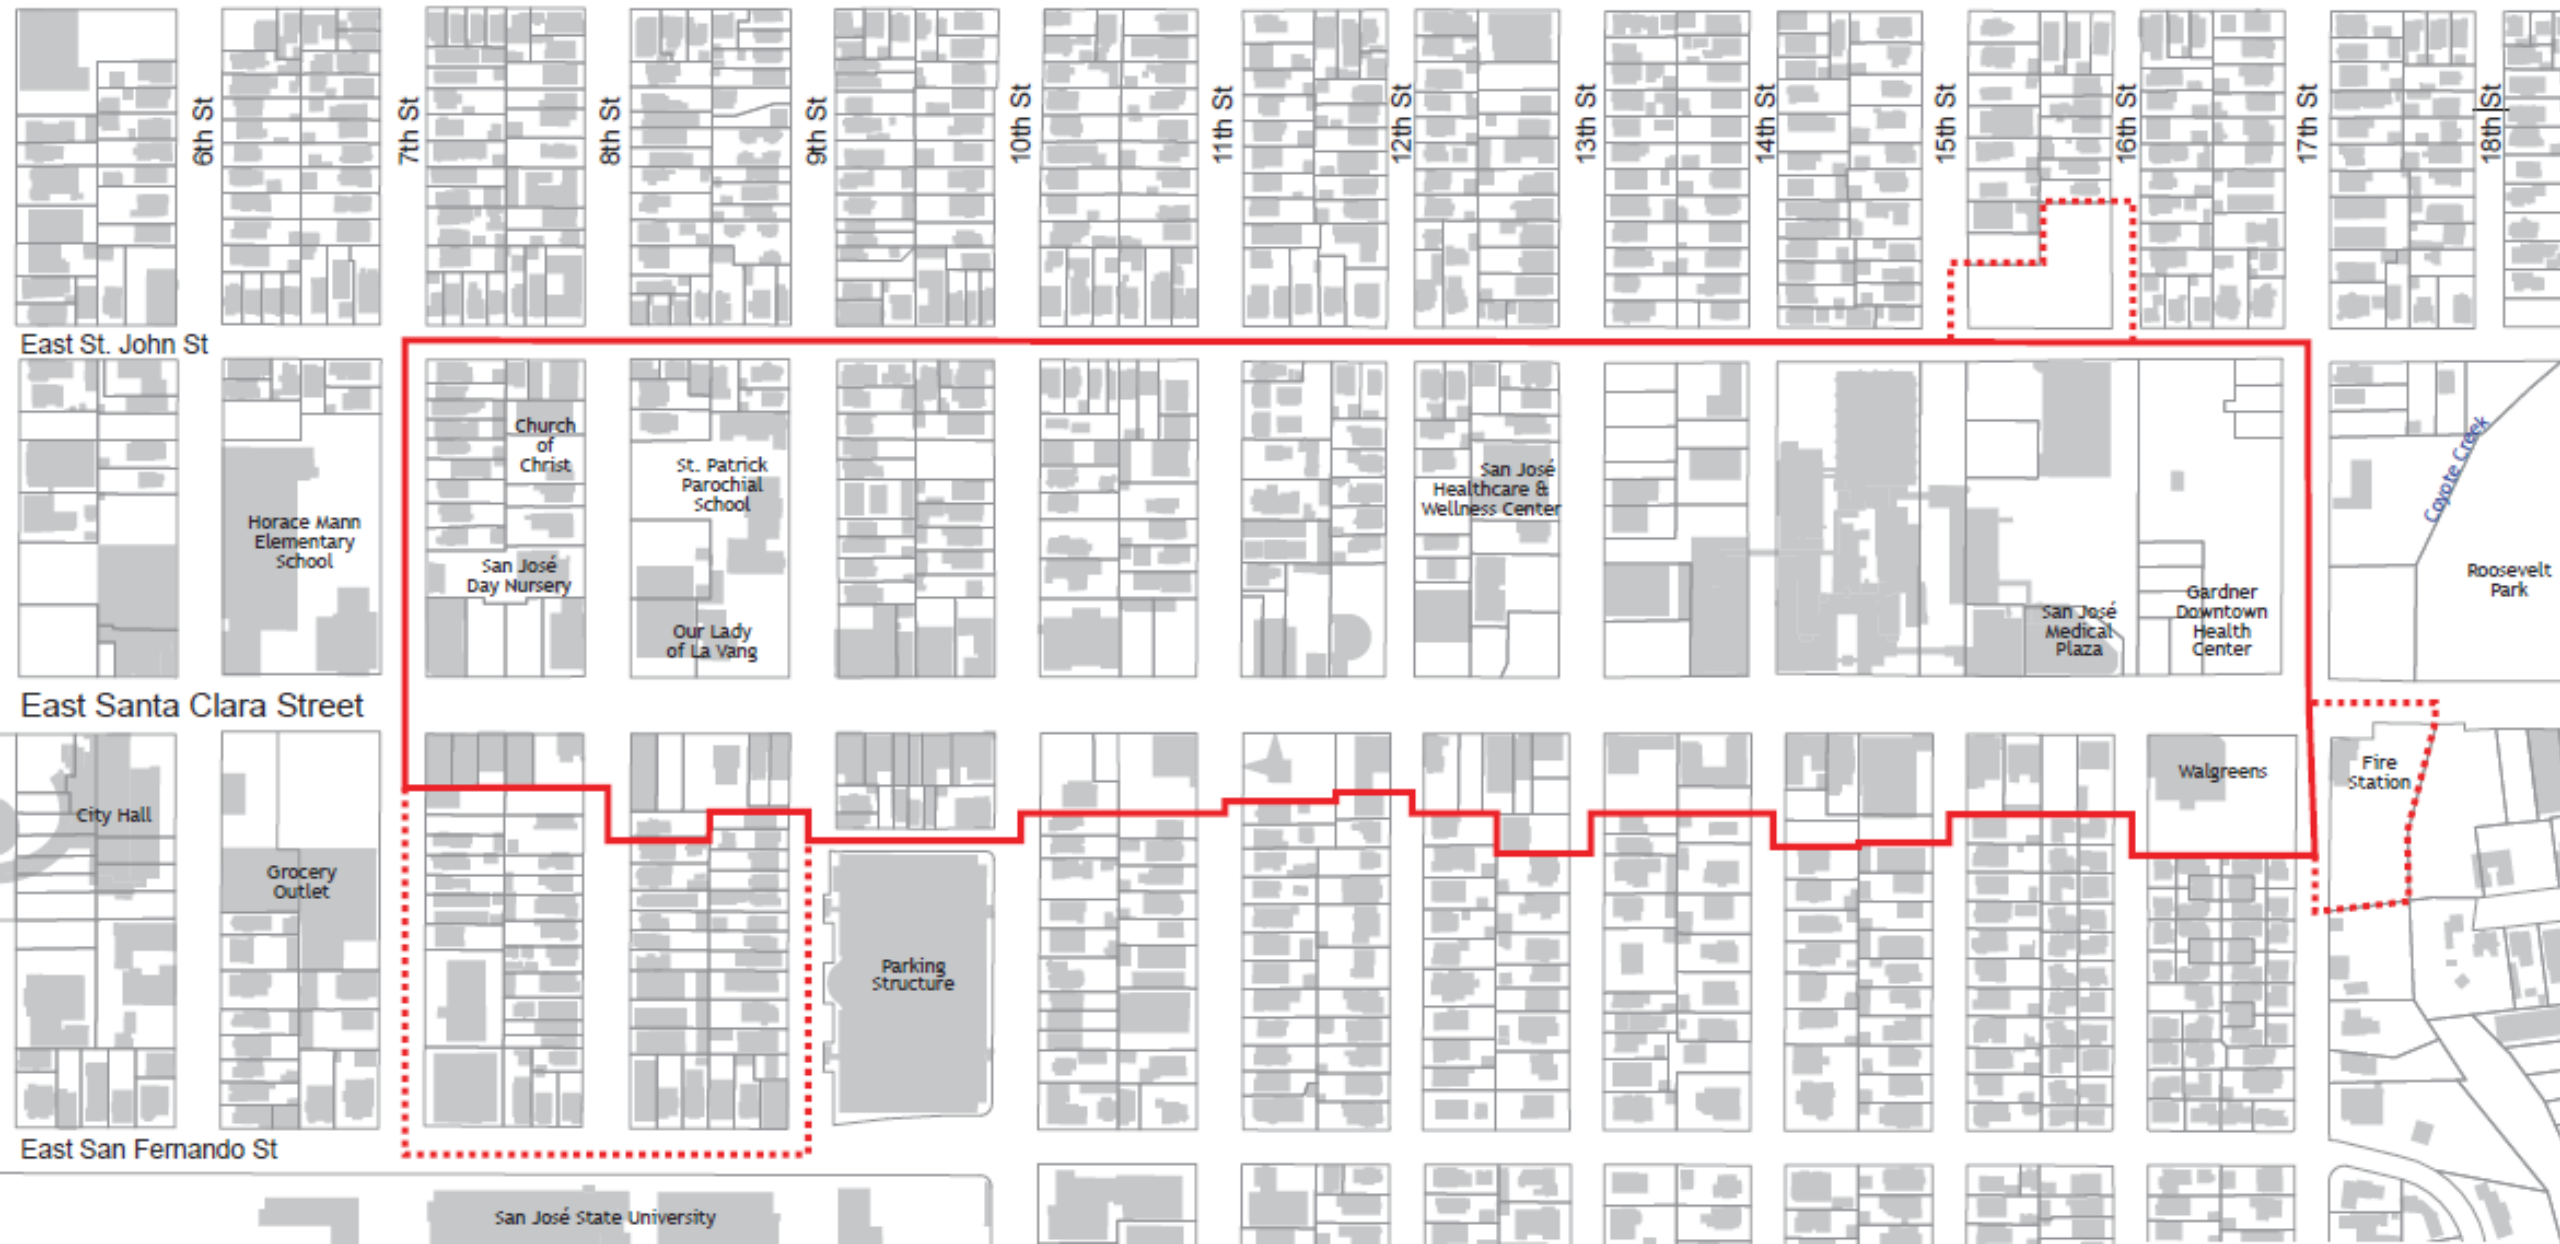 6th St
7th St
8th St
9th St
10th St
11th St
12th St
13th St
14th St
15th St
16th St
17th St
18th St
East St. John St
Church
of
Christ
St. Patrick
Parochial
School
San José
Healthcare &
Wellness Center
Coyote Creek
Horace Mann
Elementary
School
San José
Day Nursery
Our Lady
of La Vang
San José
Medical
Plaza
Gardner
Downtown
Health
Center
Roosevelt
Park
East Santa Clara Street
City Hall
Grocery
Outlet
Parking
Structure
Walgreens
Fire
Station
East San Fernando St
San José State University